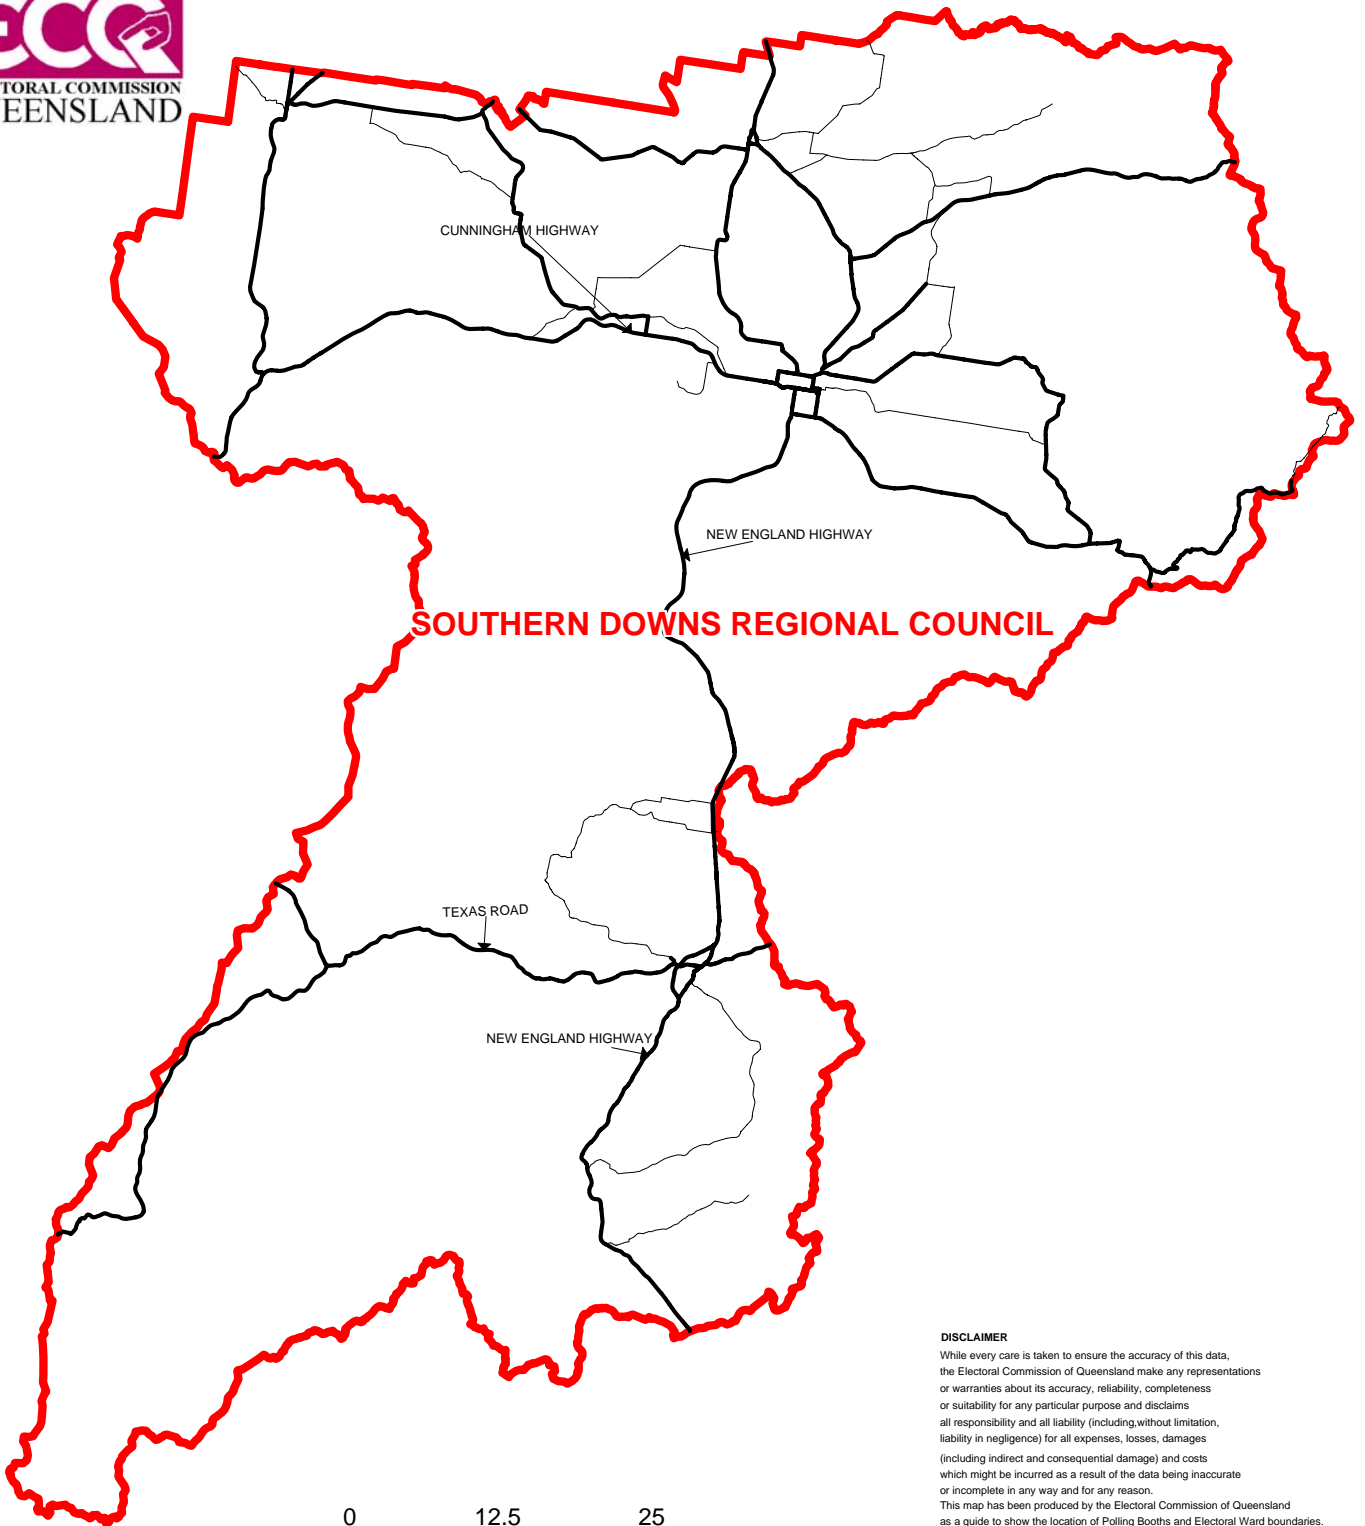 ECQ
TORAL COMMISSION
EENSLAND
CUNNINGHAM HIGHWAY
NEW ENGLAND HIGHWAY
SOUTHERN DOWNS REGIONAL COUNCIL
TEXAS ROAD
NEW ENGLAND HIGHWAY
DISCLAIMER
While every care is taken to ensure the accuracy of this data,
the Electoral Commission of Queensland make any representations
or warranties about its accuracy, reliability, completeness
or suitability for any particular purpose and disclaims
all responsibility and all liability (including,without limitation,
liability in negligence) for all expenses, losses, damages
(including indirect and consequential damage) and costs
which might be incurred as a result of the data being inaccurate
or incomplete in any way and for any reason.
This map has been produced by the Electoral Commission of Queensland
as a guide to show the location of Polling Booths and Electoral Ward boundaries.
0 12.5 25